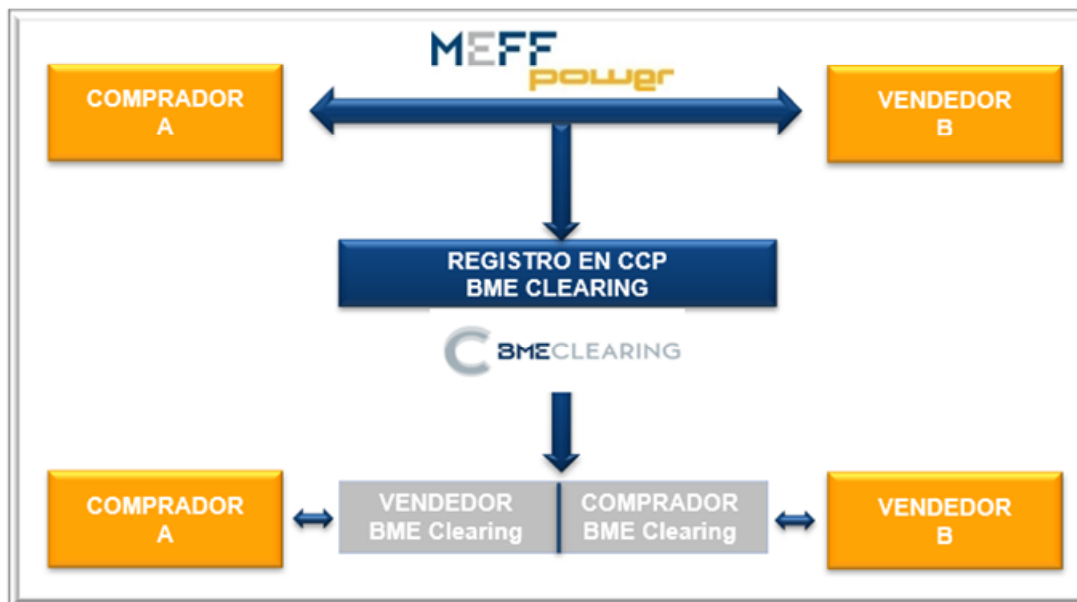 MEFF
power
COMPRADOR
A
VENDEDOR
B
REGISTRO EN CCP
BME CLEARING
BMECLEARING
COMPRADOR
A
VENDEDOR
BME Clearing
COMPRADOR
BME Clearing
VENDEDOR
B